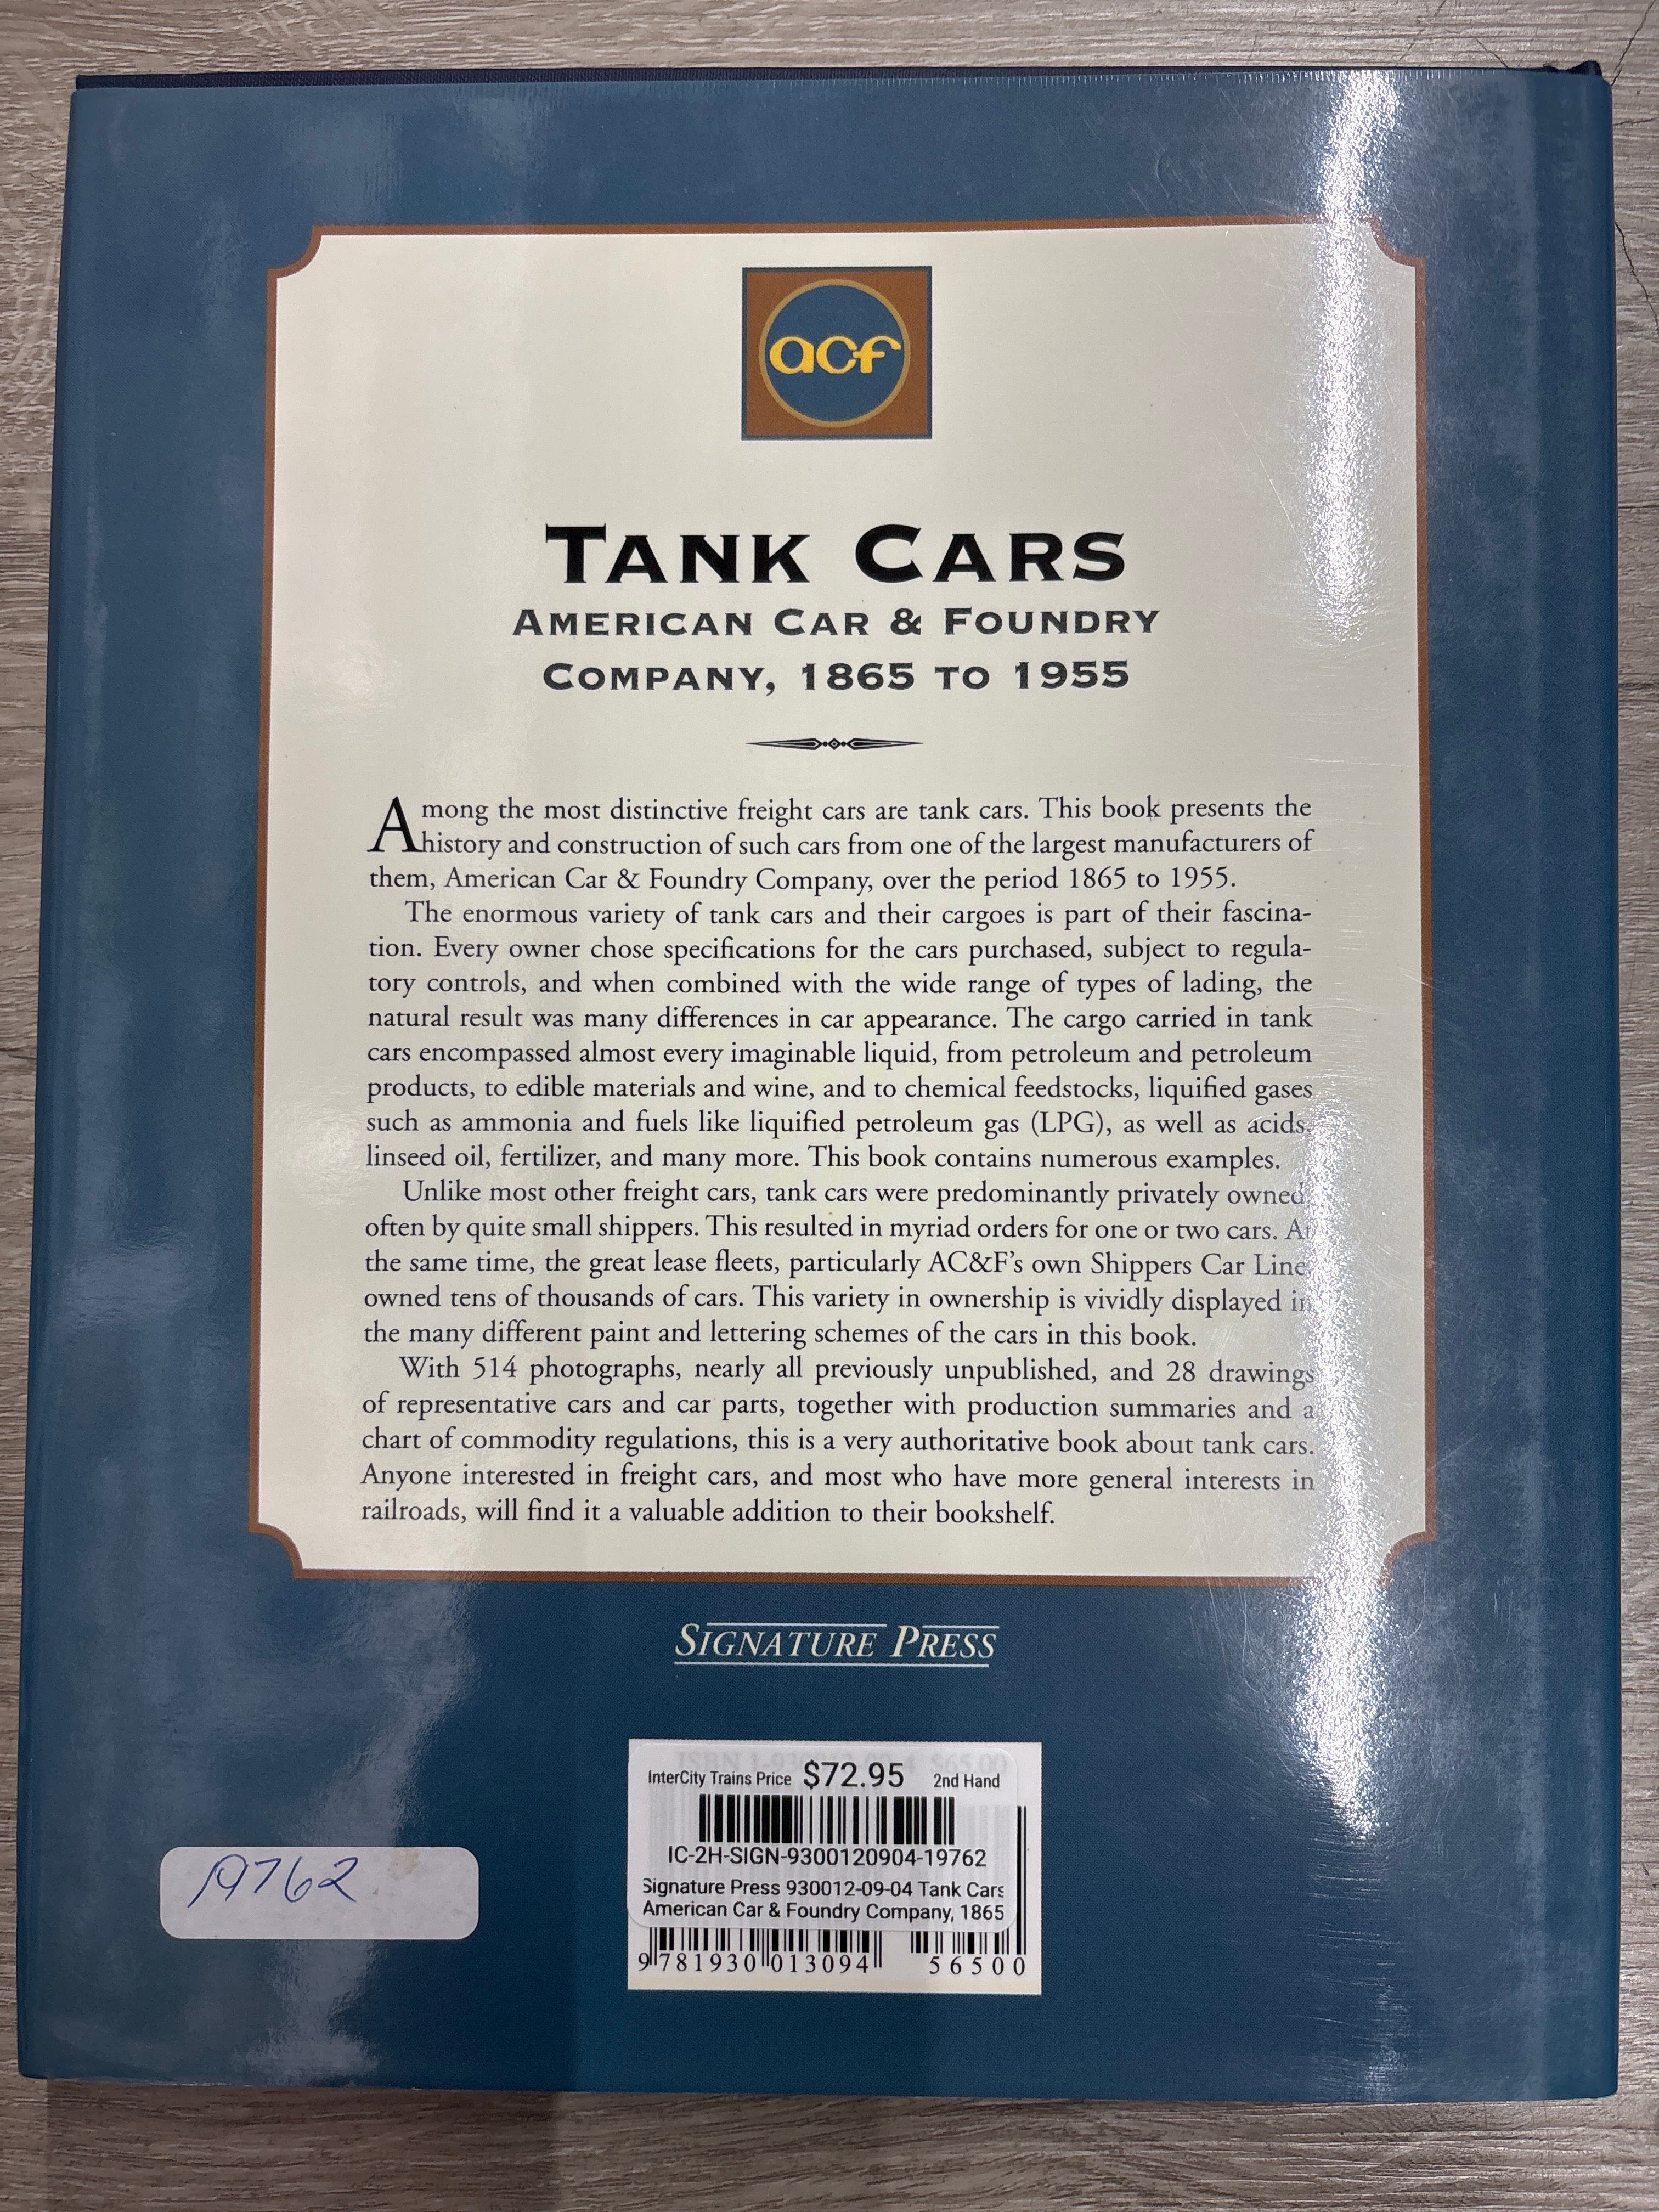 acf
TANK CARS
AMERICAN CAR & FOUNDRY
COMPANY, 1865 TO 1955
Among the most distinctive freight cars are tank cars. This book presents the
history and construction of such cars from one of the largest manufacturers of
them, American Car & Foundry Company, over the period 1865 to 1955.
The enormous variety of tank cars and their cargoes is part of their fascina-
tion. Every owner chose specifications for the cars purchased, subject to regula-
tory controls, and when combined with the wide range of types of lading, the
natural result was many differences in car appearance. The cargo carried in tank
cars encompassed almost every imaginable liquid, from petroleum and petroleum
products, to edible materials and wine, and to chemical feedstocks, liquified gases
such as ammonia and fuels like liquified petroleum gas (LPG), as well as acids,
linseed oil, fertilizer, and many more. This book contains numerous examples.
Unlike most other freight cars, tank cars were predominantly privately owned,
often by quite small shippers. This resulted in myriad orders for one or two cars. At
the same time, the great lease fleets, particularly AC&F's own Shippers Car Line,
owned tens of thousands of cars. This variety in ownership is vividly displayed in
the many different paint and lettering schemes of the cars in this book.
With 514 photographs, nearly all previously unpublished, and 28 drawings
of representative cars and car parts, together with production summaries and a
chart of commodity regulations, this is a very authoritative book about tank cars.
Anyone interested in freight cars, and most who have more general interests in
railroads, will find it a valuable addition to their bookshelf.
SIGNATURE PRESS
ISBN 1-930013-09-4 $65.00
InterCity Trains Price $72.95 2nd Hand
IC-2H-SIGN-9300120904-19762
Signature Press 930012-09-04 Tank Cars
American Car & Foundry Company, 1865
19762
9 781930 013094 56500